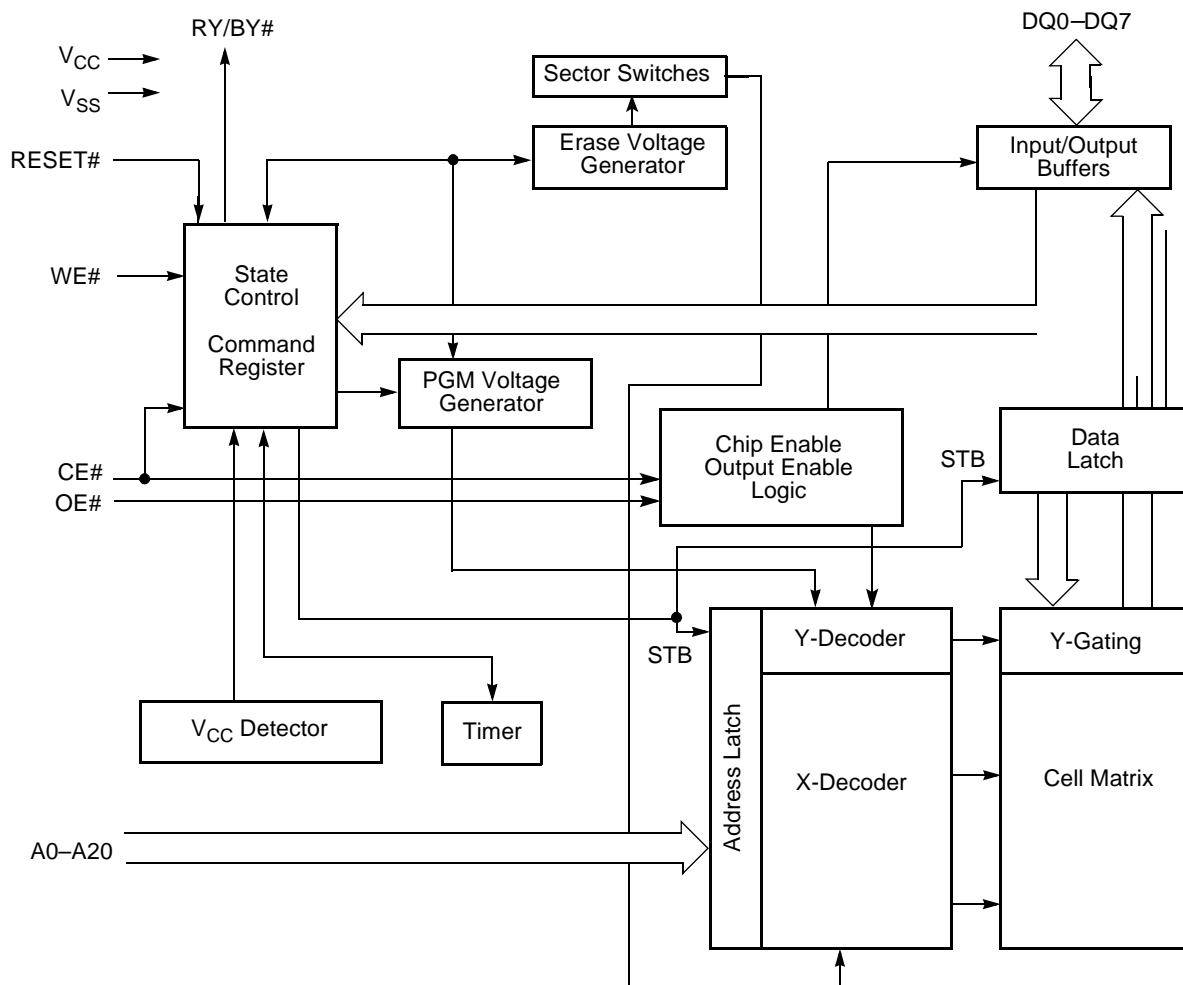 RY/BY#
DQ0–DQ7
VCC
VSS
Sector Switches
RESET#
Erase Voltage
Generator
Input/Output
Buffers
WE#
State
Control
Command
Register
PGM Voltage
Generator
Chip Enable
Output Enable
Logic
STB
Data
Latch
CE#
OE#
STB
Y-Decoder
Y-Gating
VCC Detector
Timer
Address Latch
X-Decoder
Cell Matrix
A0–A20